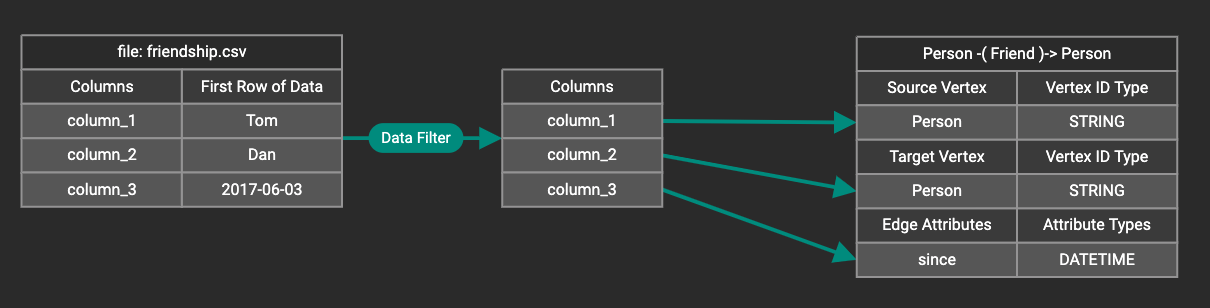 file: friendship.csv
Columns First Row of Data
column_1 Tom
column_2 Dan
column_3 2017-06-03
Data Filter
Columns
column_1
column_2
column_3
Person -( Friend )-> Person
Source Vertex Vertex ID Type
Person STRING
Target Vertex Vertex ID Type
Person STRING
Edge Attributes Attribute Types
since DATETIME